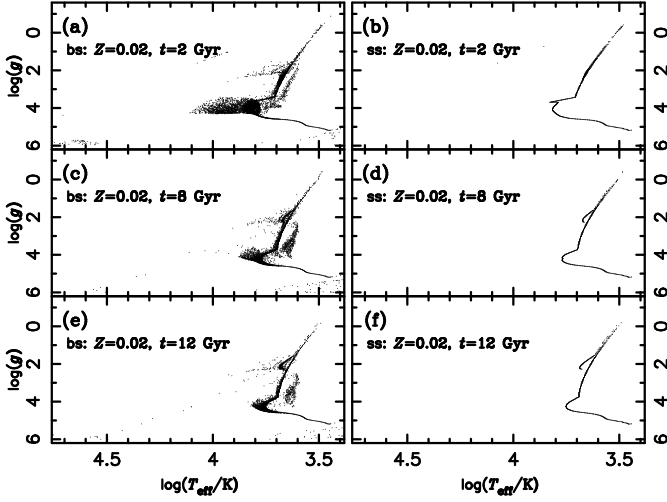 (a)
bs: Z=0.02, t=2 Gyr
(b)
ss: Z=0.02, t=2 Gyr
log(g)
0
2
4
6
0
2
4
6
(c)
bs: Z=0.02, t=8 Gyr
(d)
ss: Z=0.02, t=8 Gyr
log(g)
0
2
4
6
0
2
4
6
(e)
bs: Z=0.02, t=12 Gyr
(f)
ss: Z=0.02, t=12 Gyr
log(g)
0
2
4
6
0
2
4
6
4.5 4 3.5
4.5 4 3.5
log(Teff/K)
log(Teff/K)